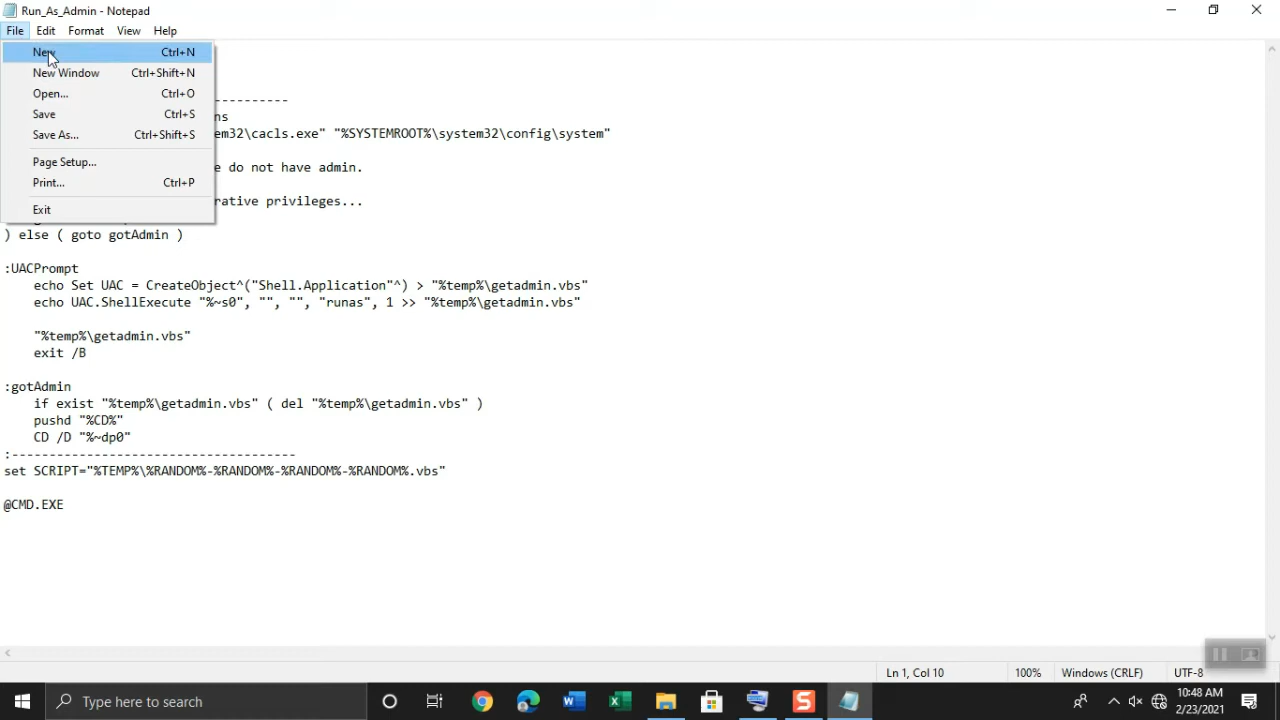 Run_As_Admin - Notepad
File Edit Format View Help
New Ctrl+N
New Window Ctrl+Shift+N
Open... Ctrl+O
Save Ctrl+S
Save As... Ctrl+Shift+S
Page Setup... 
Print... Ctrl+P
Exit
------------
ns
em32\cacls.exe" "%SYSTEMROOT%\system32\config\system"
e do not have admin.
rative privileges...
) else ( goto gotAdmin )
:UACPrompt
echo Set UAC = CreateObject^("Shell.Application"^) > "%temp%\getadmin.vbs"
echo UAC.ShellExecute "%~s0", "", "", "runas", 1 >> "%temp%\getadmin.vbs"
"%temp%\getadmin.vbs"
exit /B
:gotAdmin
if exist "%temp%\getadmin.vbs" ( del "%temp%\getadmin.vbs" )
pushd "%CD%"
CD /D "%~dp0"
:--------------------------------------
set SCRIPT="%TEMP%\%RANDOM%-%RANDOM%-%RANDOM%-%RANDOM%.vbs"
@CMD.EXE
Ln 1, Col 10 100% Windows (CRLF) UTF-8
Type here to search
10:48 AM
2/23/2021